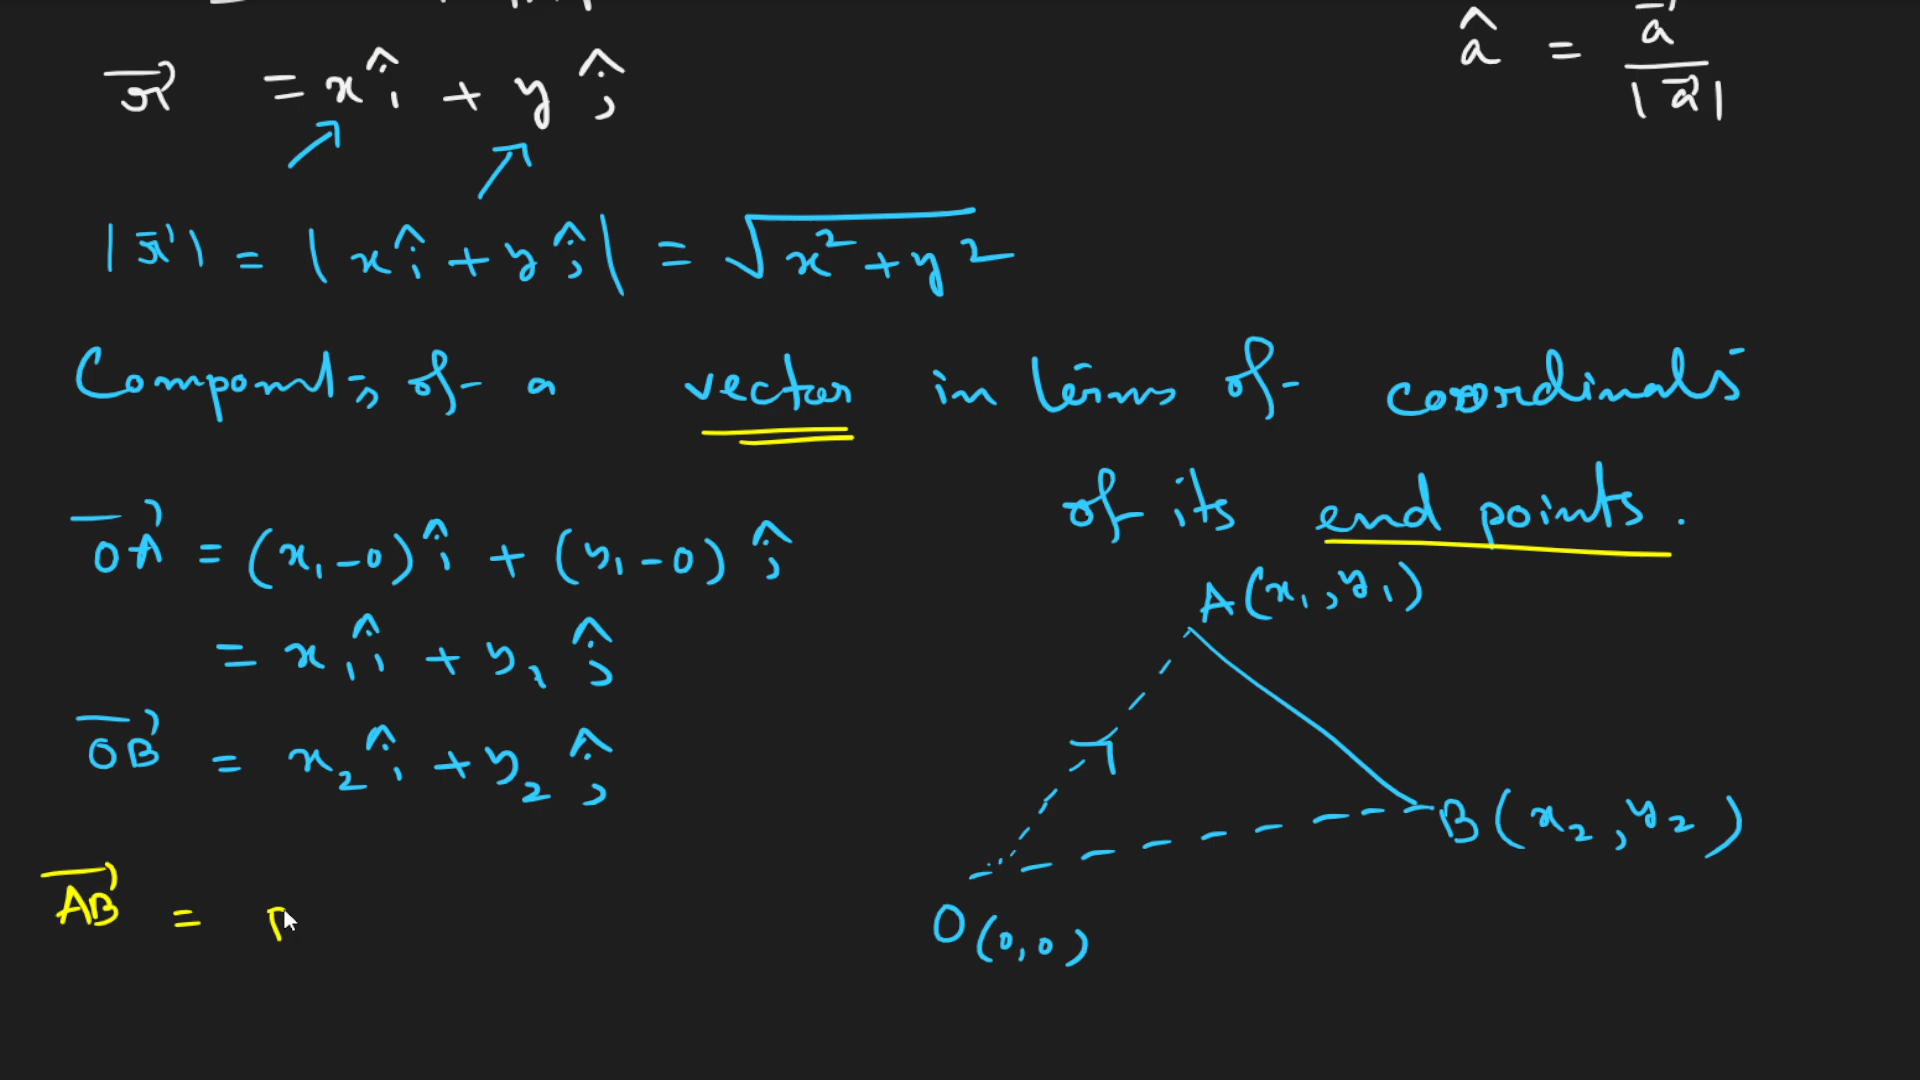 r⃗ = x î + y ĵ
â = a⃗ / |a⃗|
|r⃗| = |x î + y ĵ| = √(x² + y²)
Components of a vector in terms of coordinates
of its end points.
OA⃗ = (x₁ - 0) î + (y₁ - 0) ĵ
= x₁ î + y₁ ĵ
OB⃗ = x₂ î + y₂ ĵ
AB⃗ =
A(x₁, y₁)
B(x₂, y₂)
O(0, 0)